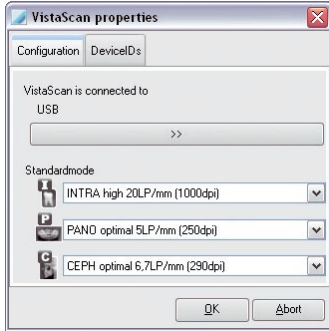 VistaScan properties
Configuration DeviceIDs
VistaScan is connected to
USB
>>
Standardmode
I
INTRA high 20LP/mm (1000dpi)
P
PANO optimal 5LP/mm (250dpi)
C
CEPH optimal 6,7LP/mm (290dpi)
OK Abort